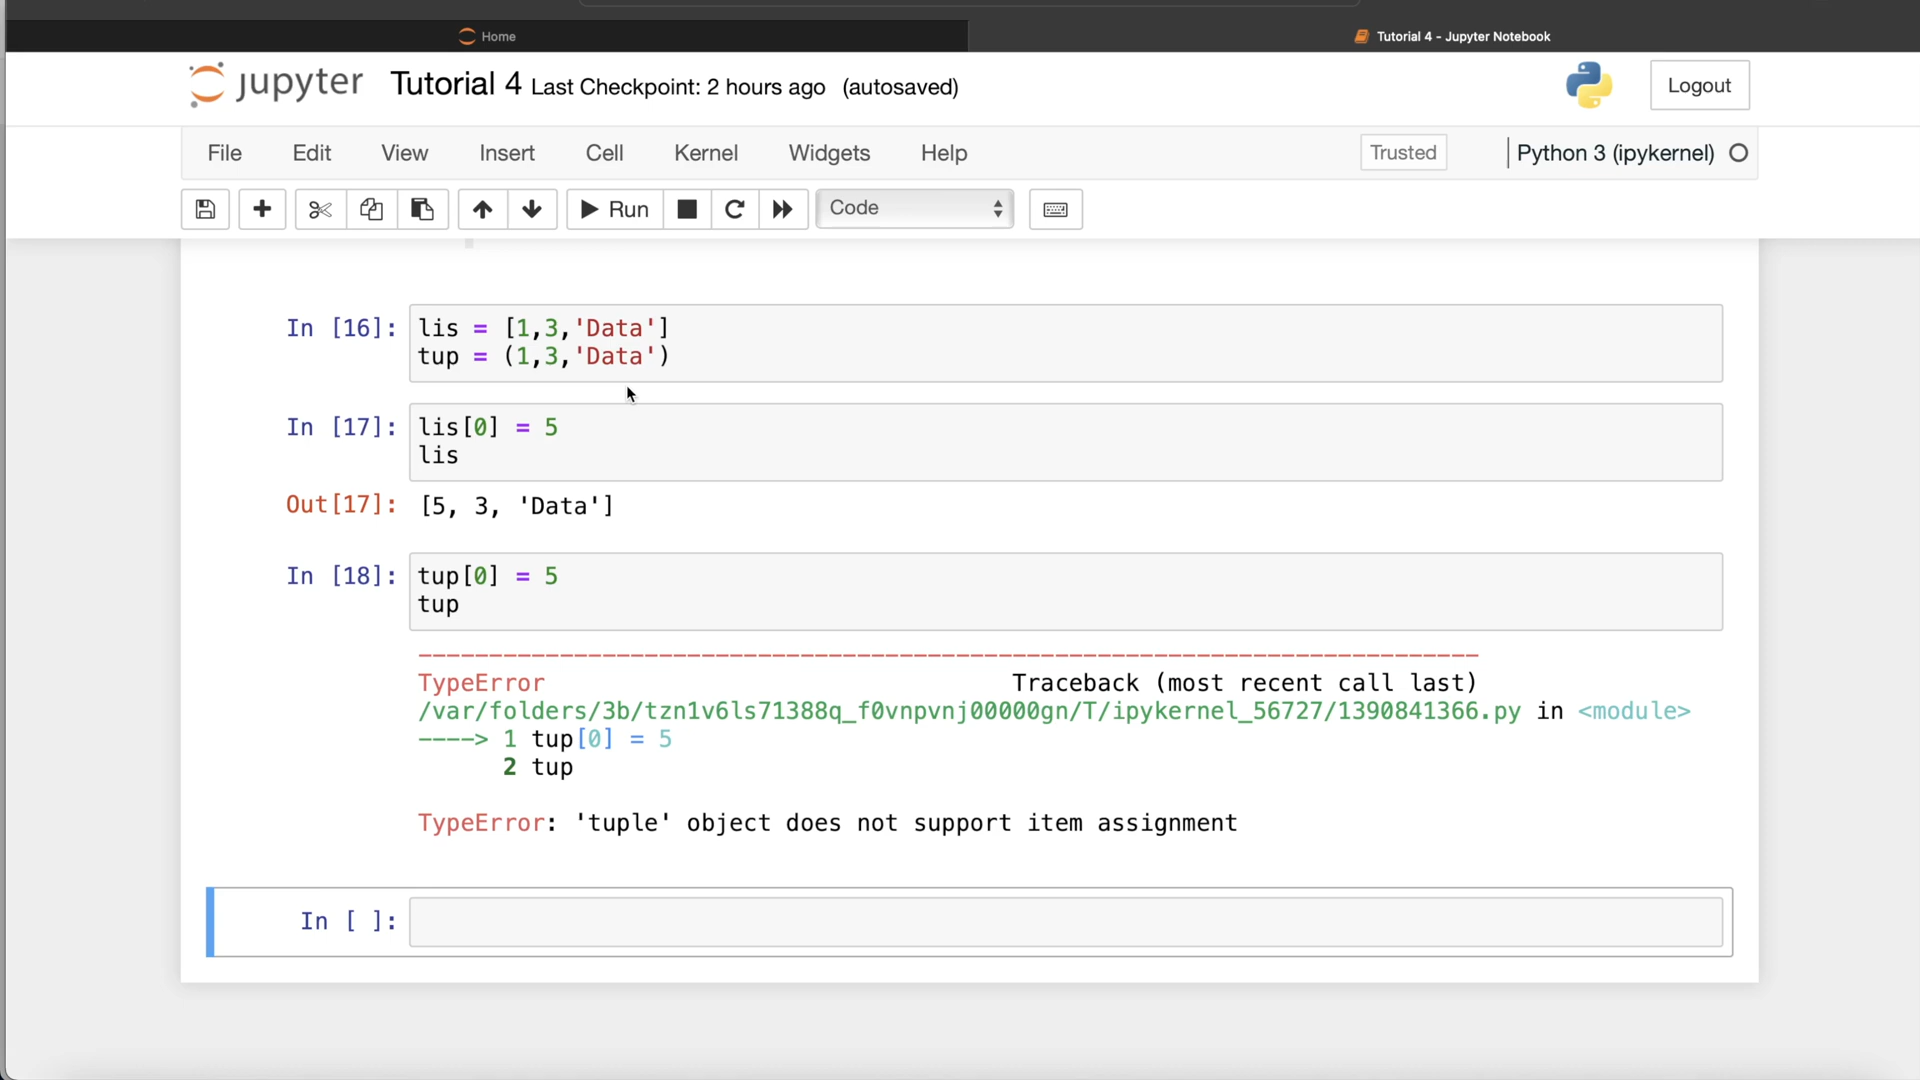 Home
Tutorial 4 - Jupyter Notebook
jupyter Tutorial 4 Last Checkpoint: 2 hours ago (autosaved)
Logout
File Edit View Insert Cell Kernel Widgets Help
Trusted
Python 3 (ipykernel)
Run
Code
In [16]: lis = [1,3,'Data']
tup = (1,3,'Data')
In [17]: lis[0] = 5
lis
Out[17]: [5, 3, 'Data']
In [18]: tup[0] = 5
tup
---------------------------------------------------------------------------
TypeError Traceback (most recent call last)
/var/folders/3b/tzn1v6ls71388q_f0vnpvnj00000gn/T/ipykernel_56727/1390841366.py in <module>
----> 1 tup[0] = 5
2 tup
TypeError: 'tuple' object does not support item assignment
In [ ]: